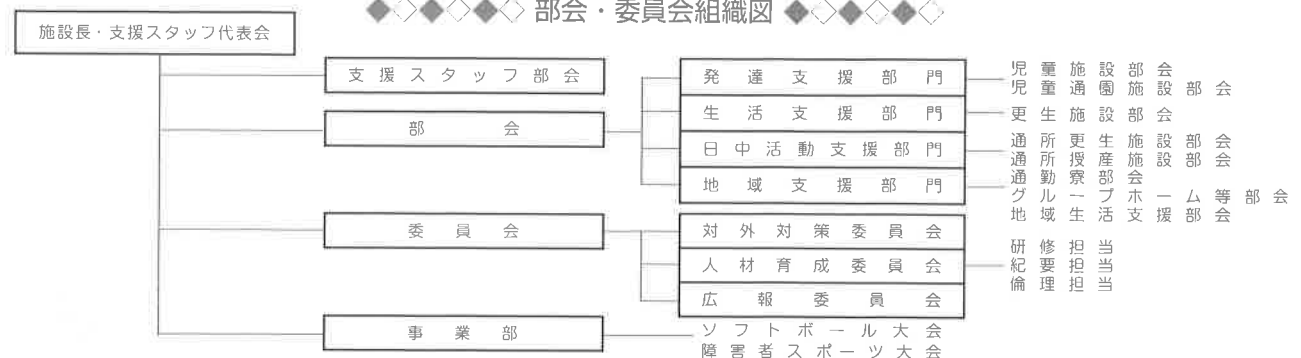 ◆◇◆◇◆◇ 部会・委員会組織図 ◆◇◆◇◆◇
施設長・支援スタッフ代表会
支援スタッフ部会
部会
発達支援部門
児童施設部会
児童通園施設部会
生活支援部門
更生施設部会
日中活動支援部門
通所更生施設部会
通所授産施設部会
地域支援部門
通勤寮部会
グループホーム等部会
地域生活支援部会
委員会
対外対策委員会
人材育成委員会
研修担当
紀要担当
倫理担当
広報委員会
事業部
ソフトボール大会
障害者スポーツ大会